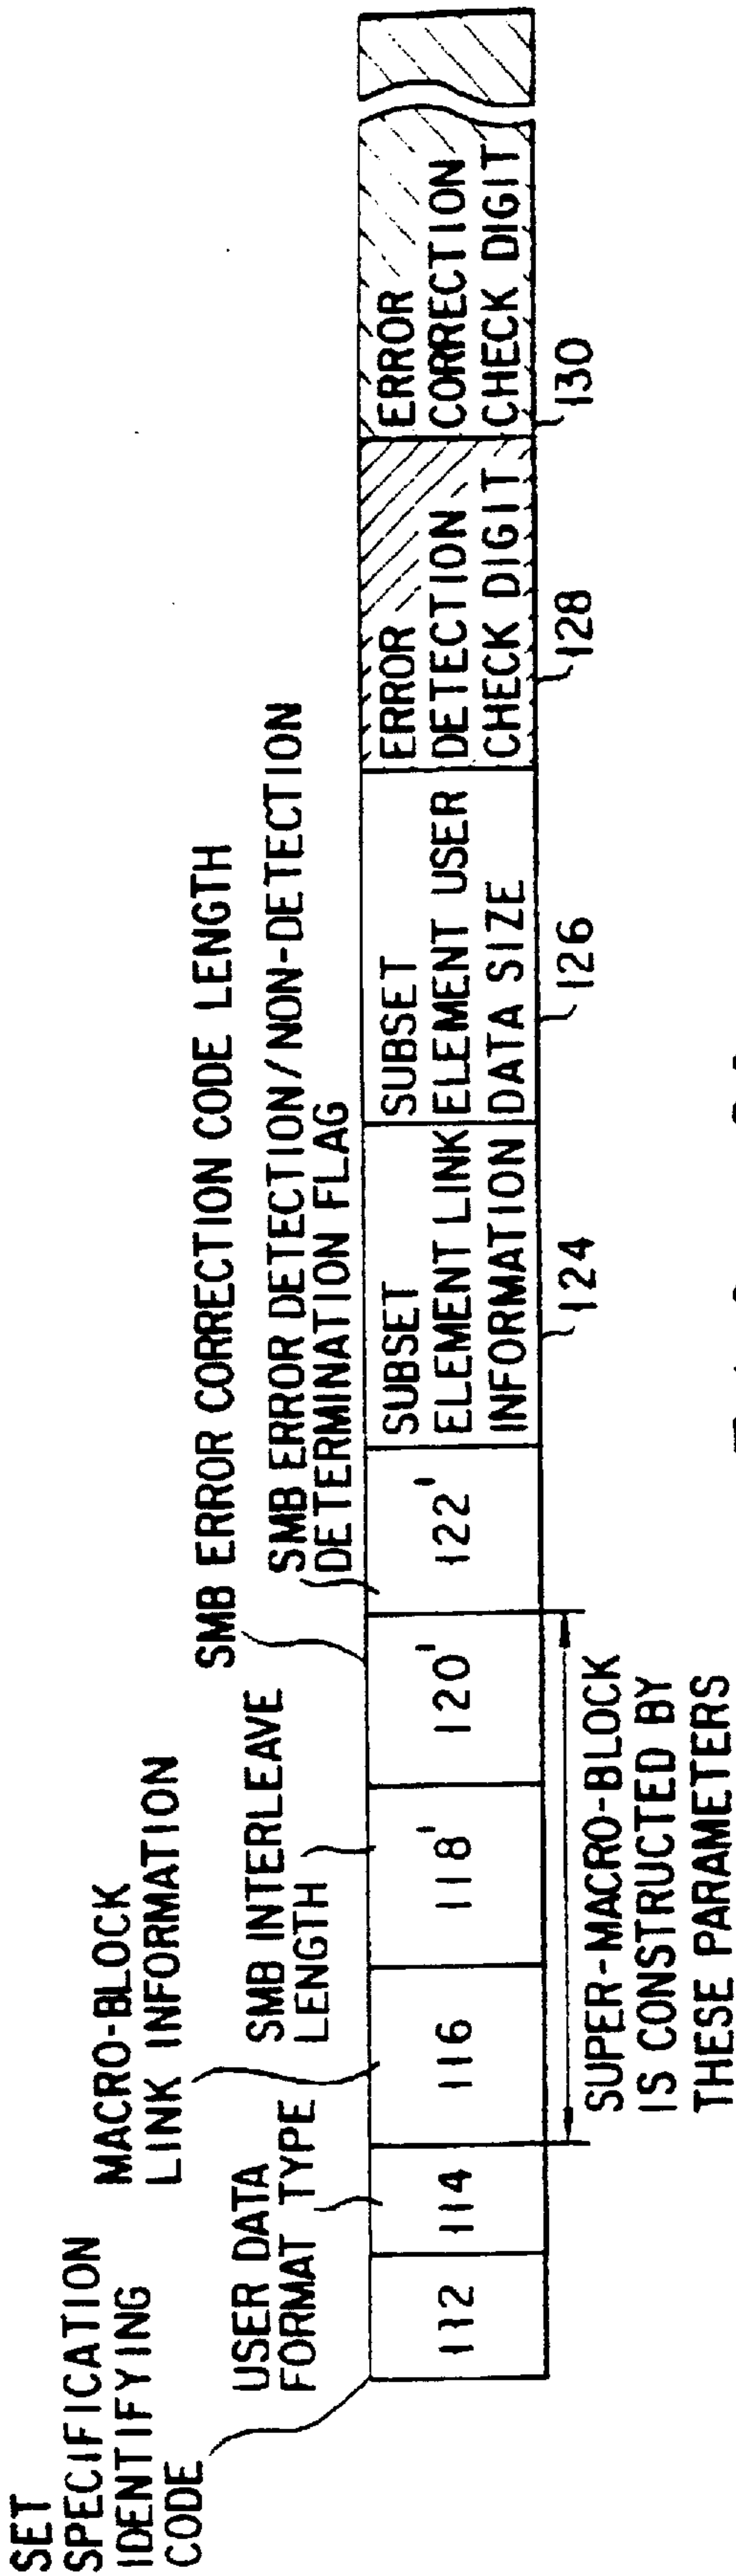 SET
SPECIFICATION
IDENTIFYING
CODE
USER DATA
FORMAT TYPE
MACRO-BLOCK
LINK INFORMATION
SMB INTERLEAVE
LENGTH
SMB ERROR CORRECTION CODE LENGTH
SMB ERROR DETECTION/NON-DETECTION
DETERMINATION FLAG
112
114
116
118'
120'
122'
SUBSET
ELEMENT LINK
INFORMATION
SUBSET
ELEMENT USER
DATA SIZE
ERROR
DETECTION
CHECK DIGIT
ERROR
CORRECTION
CHECK DIGIT
124
126
128
130
SUPER-MACRO-BLOCK
IS CONSTRUCTED BY
THESE PARAMETERS